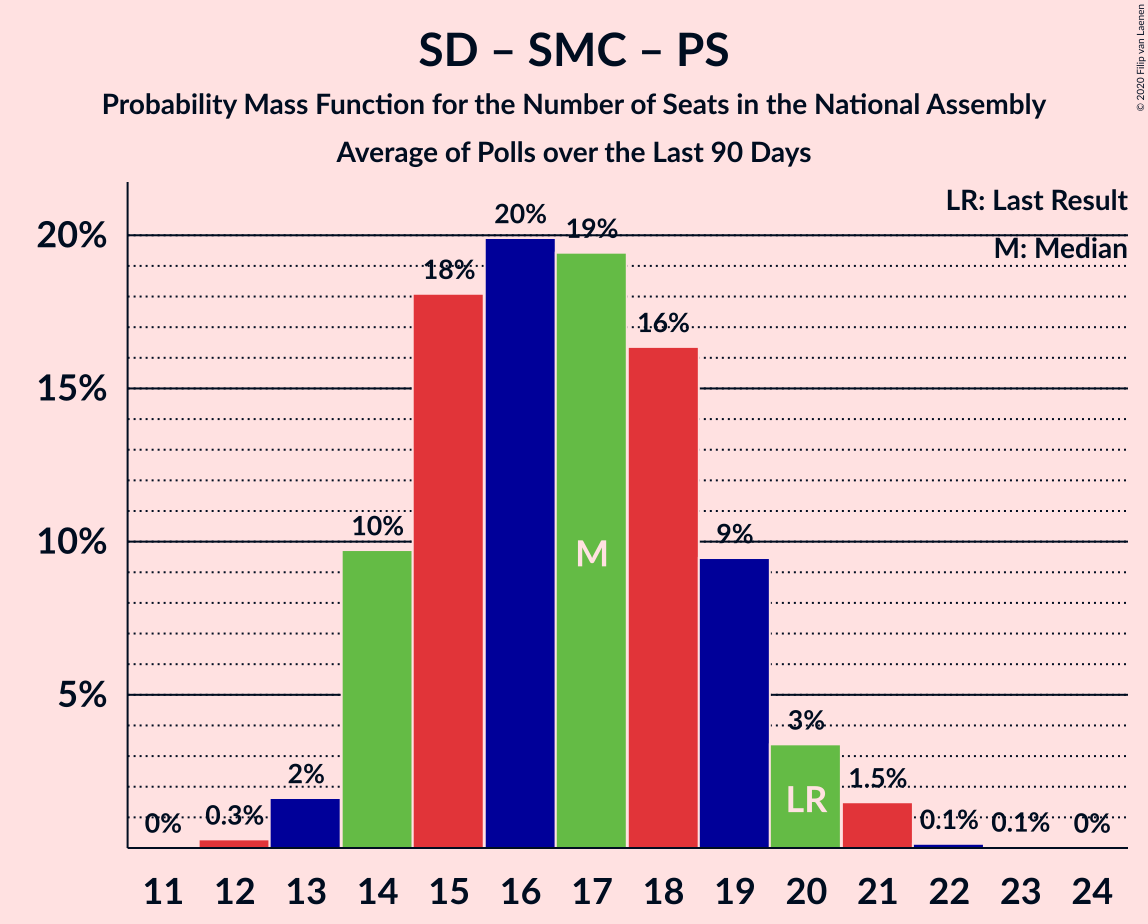 SD – SMC – PS
Probability Mass Function for the Number of Seats in the National Assembly
Average of Polls over the Last 90 Days
© 2020 Filip van Laenen
LR: Last Result
M: Median
20%
15%
10%
5%
0%
0.3%
2%
10%
18%
20%
19%
16%
9%
3%
1.5%
0.1%
0.1%
0%
M
LR
11 12 13 14 15 16 17 18 19 20 21 22 23 24